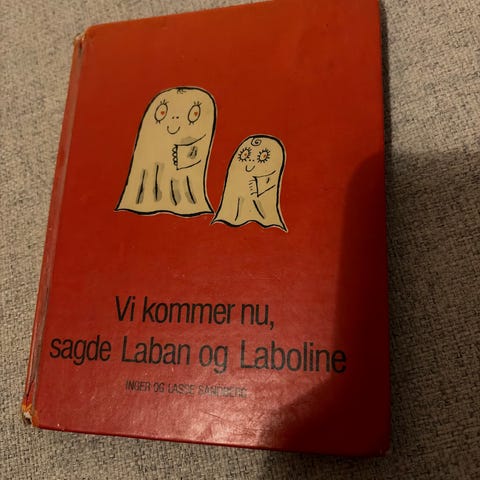 Vi kommer nu,
sagde Laban og Laboline
INGER OG LASSE SANDBERG